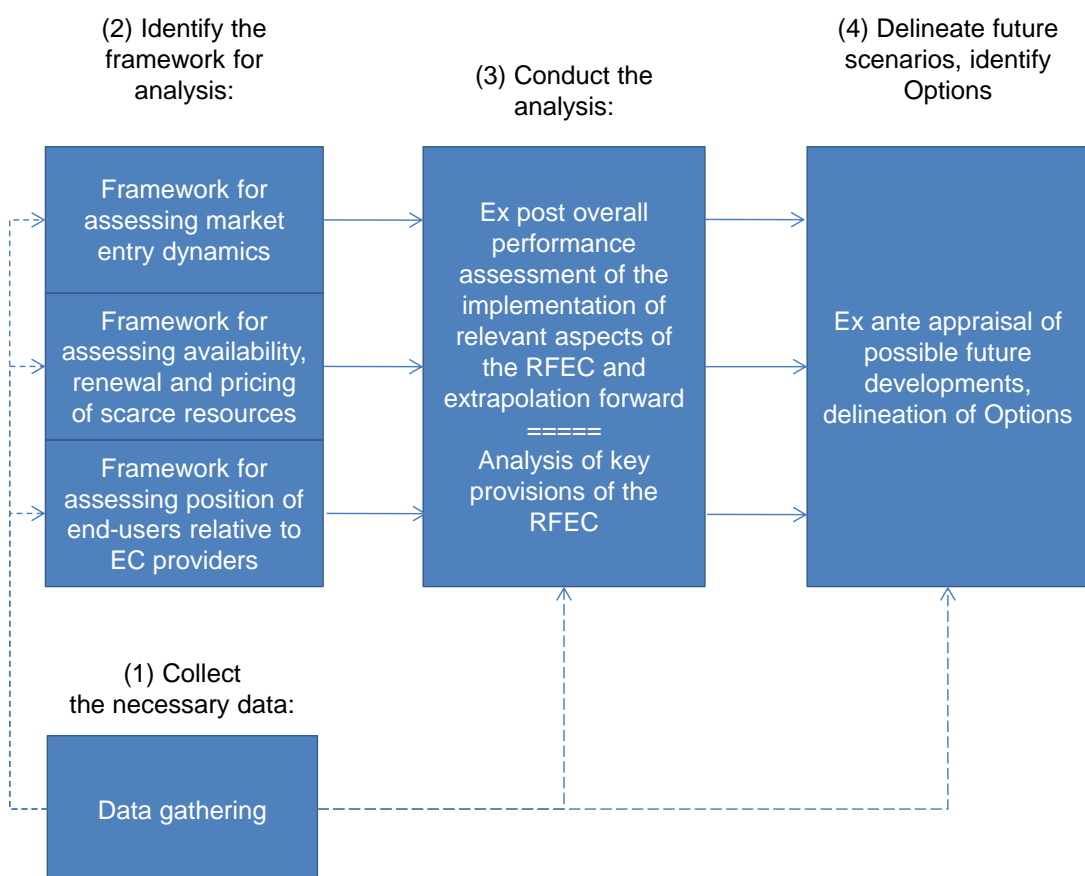 (2) Identify the
framework for
analysis:
(3) Conduct the
analysis:
(4) Delineate future
scenarios, identify
Options
Framework for
assessing market
entry dynamics
Framework for
assessing availability,
renewal and pricing
of scarce resources
Framework for
assessing position of
end-users relative to
EC providers
Ex post overall
performance
assessment of the
implementation of
relevant aspects of
the RFEC and
extrapolation forward
=====
Analysis of key
provisions of the
RFEC
Ex ante appraisal of
possible future
developments,
delineation of Options
(1) Collect
the necessary data:
Data gathering